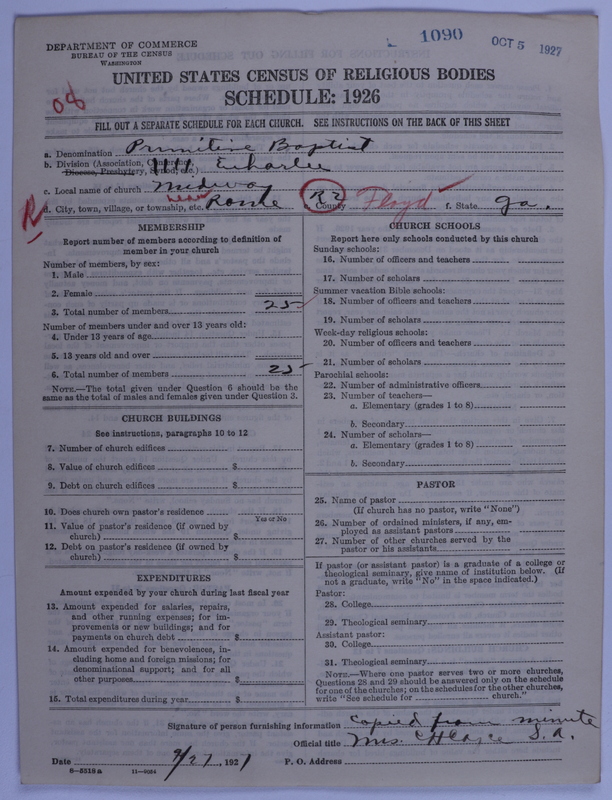 1090 OCT 5 1927
DEPARTMENT OF COMMERCE
BUREAU OF THE CENSUS
WASHINGTON
UNITED STATES CENSUS OF RELIGIOUS BODIES
SCHEDULE: 1926
FILL OUT A SEPARATE SCHEDULE FOR EACH CHURCH. SEE INSTRUCTIONS ON THE BACK OF THIS SHEET
a. Denomination Primitive Baptist
b. Division (Association, Conference, Diocese, Presbytery, Synod, etc.) Euharlee
c. Local name of church Midway
d. City, town, village, or township, etc. near Rome R2 County Floyd f. State Ga.
MEMBERSHIP
Report number of members according to definition of
member in your church
Number of members, by sex:
1. Male
2. Female
3. Total number of members 25
Number of members under and over 13 years old:
4. Under 13 years of age
5. 13 years old and over
6. Total number of members 25
NOTE.—The total given under Question 6 should be the
same as the total of males and females given under Question 3.
CHURCH BUILDINGS
See instructions, paragraphs 10 to 12
7. Number of church edifices
8. Value of church edifices $
9. Debt on church edifices $
10. Does church own pastor's residence
Yes or No
11. Value of pastor's residence (if owned by
church) $
12. Debt on pastor's residence (if owned by
church) $
EXPENDITURES
Amount expended by your church during last fiscal year
13. Amount expended for salaries, repairs,
and other running expenses; for im-
provements or new buildings; and for
payments on church debt $
14. Amount expended for benevolences, in-
cluding home and foreign missions; for
denominational support; and for all
other purposes $
15. Total expenditures during year $
CHURCH SCHOOLS
Report here only schools conducted by this church
Sunday schools:
16. Number of officers and teachers
17. Number of scholars
Summer vacation Bible schools:
18. Number of officers and teachers
19. Number of scholars
Week-day religious schools:
20. Number of officers and teachers
21. Number of scholars
Parochial schools:
22. Number of administrative officers
23. Number of teachers—
a. Elementary (grades 1 to 8)
b. Secondary
24. Number of scholars—
a. Elementary (grades 1 to 8)
b. Secondary
PASTOR
25. Name of pastor
(If church has no pastor, write "None")
26. Number of ordained ministers, if any, em-
ployed as assistant pastors
27. Number of other churches served by the
pastor or his assistants
If pastor (or assistant pastor) is a graduate of a college or
theological seminary, give name of institution below. (If
not a graduate, write "No" in the space indicated.)
Pastor:
28. College
29. Theological seminary
Assistant pastor:
30. College
31. Theological seminary
NOTE.—Where one pastor serves two or more churches,
Questions 28 and 29 should be answered only on the schedule
for one of the churches; on the schedules for the other churches,
write "See schedule for church."
Signature of person furnishing information Copied from minute
Official title Mrs. S. A.
Date 9/27, 1927 P. O. Address
8—5518a 11—9054